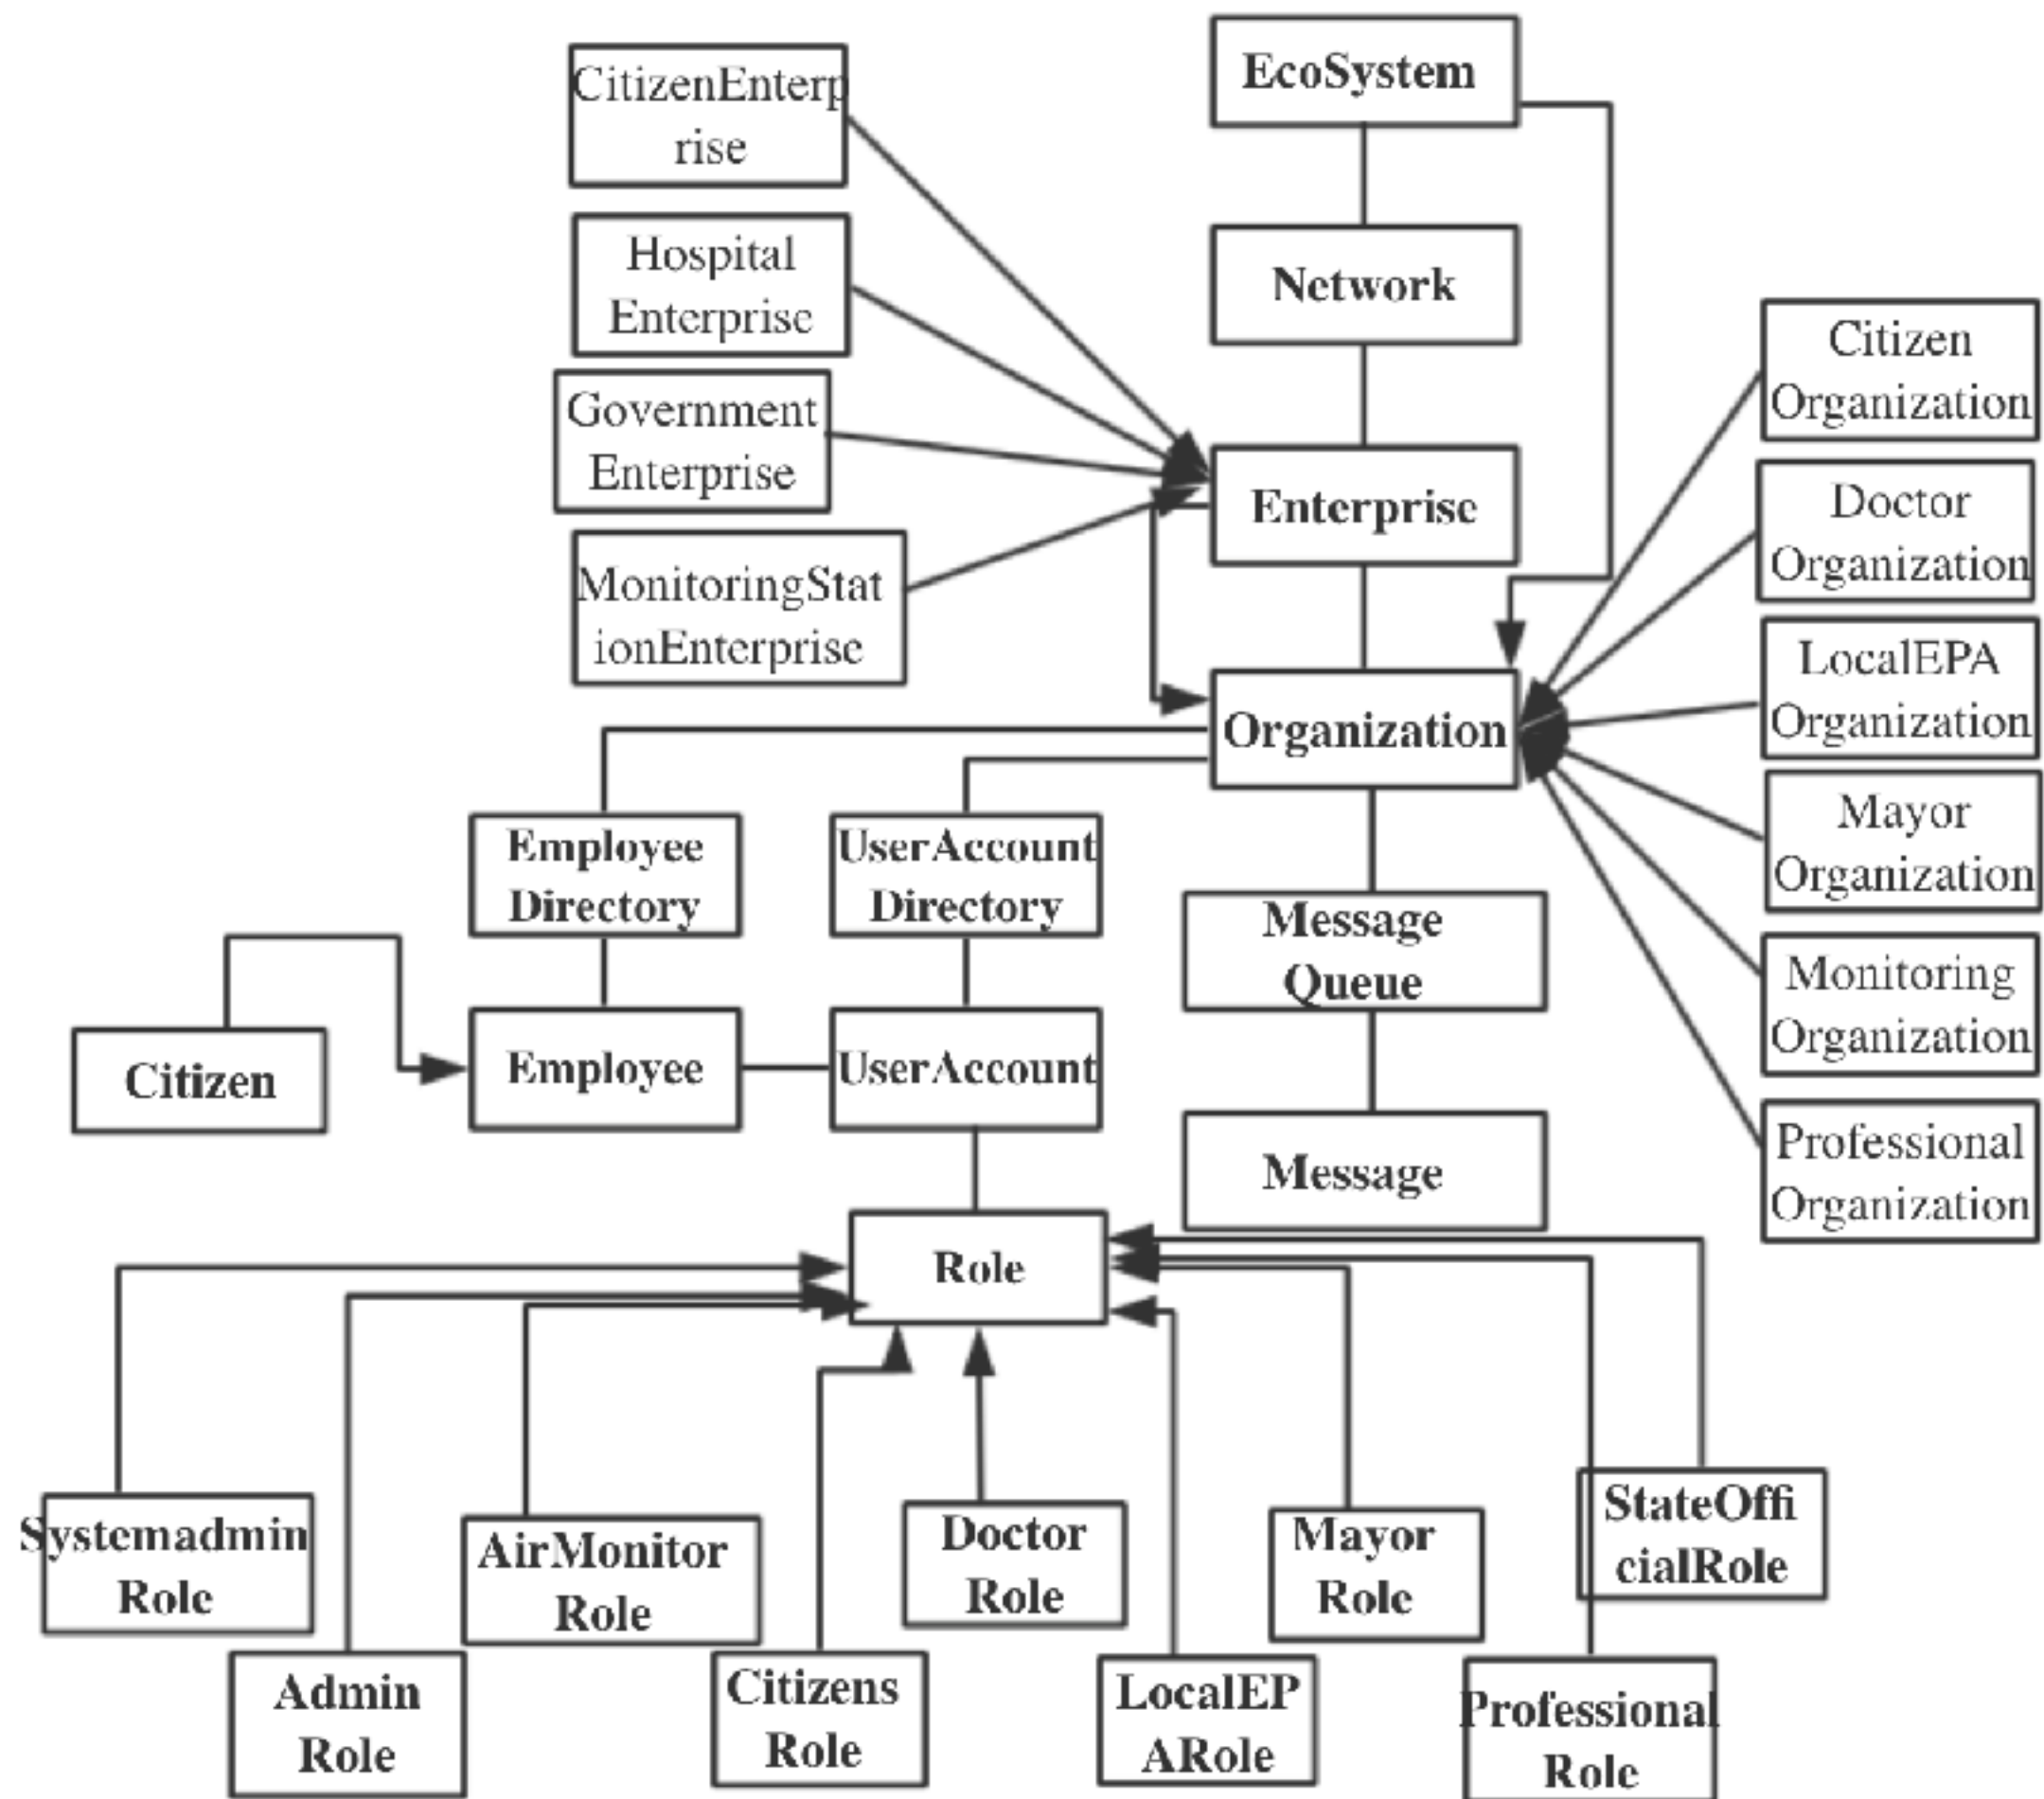 EcoSystem
CitizenEnterp
rise
Hospital
Enterprise
Network
Citizen
Organization
Government
Enterprise
Enterprise
Doctor
Organization
MonitoringStat
ionEnterprise
LocalEPA
Organization
Organization
Mayor
Organization
Employee
Directory
UserAccount
Directory
Message
Queue
Monitoring
Organization
Citizen
Employee
UserAccount
Message
Professional
Organization
Role
Systemadmin
Role
AirMonitor
Role
Doctor
Role
Mayor
Role
StateOffi
cialRole
Admin
Role
Citizens
Role
LocalEP
ARole
Professional
Role